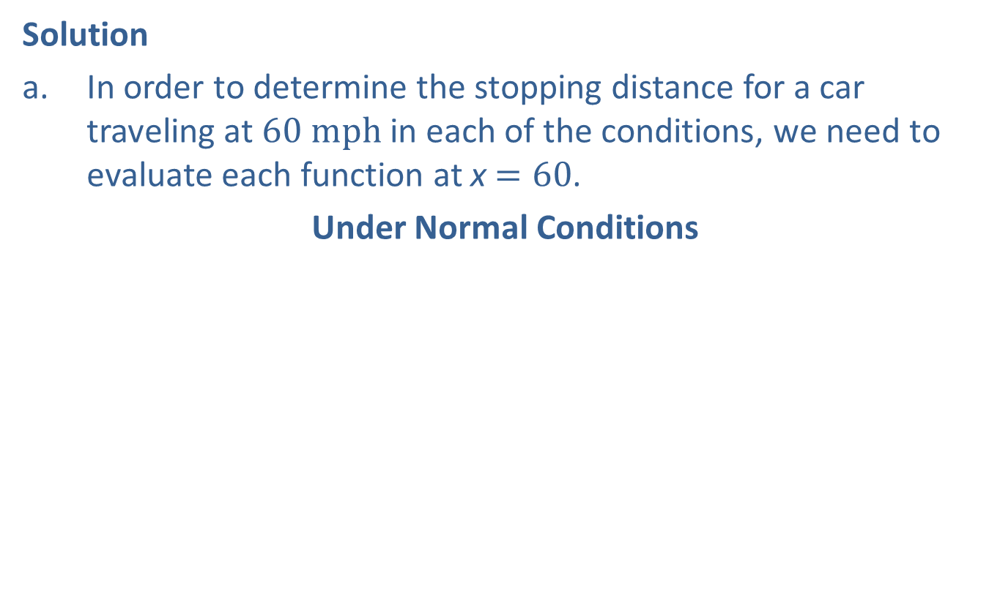 Solution
a. In order to determine the stopping distance for a car
traveling at 60 mph in each of the conditions, we need to
evaluate each function at x = 60.
Under Normal Conditions